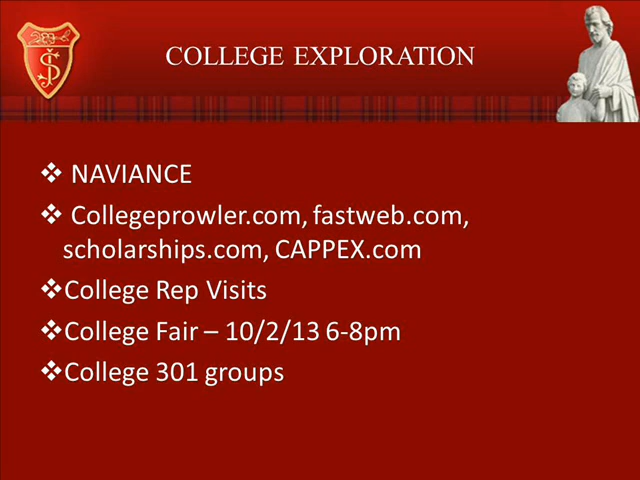 COLLEGE EXPLORATION
❖ NAVIANCE
❖ Collegeprowler.com, fastweb.com,
scholarships.com, CAPPEX.com
❖College Rep Visits
❖College Fair – 10/2/13 6-8pm
❖College 301 groups